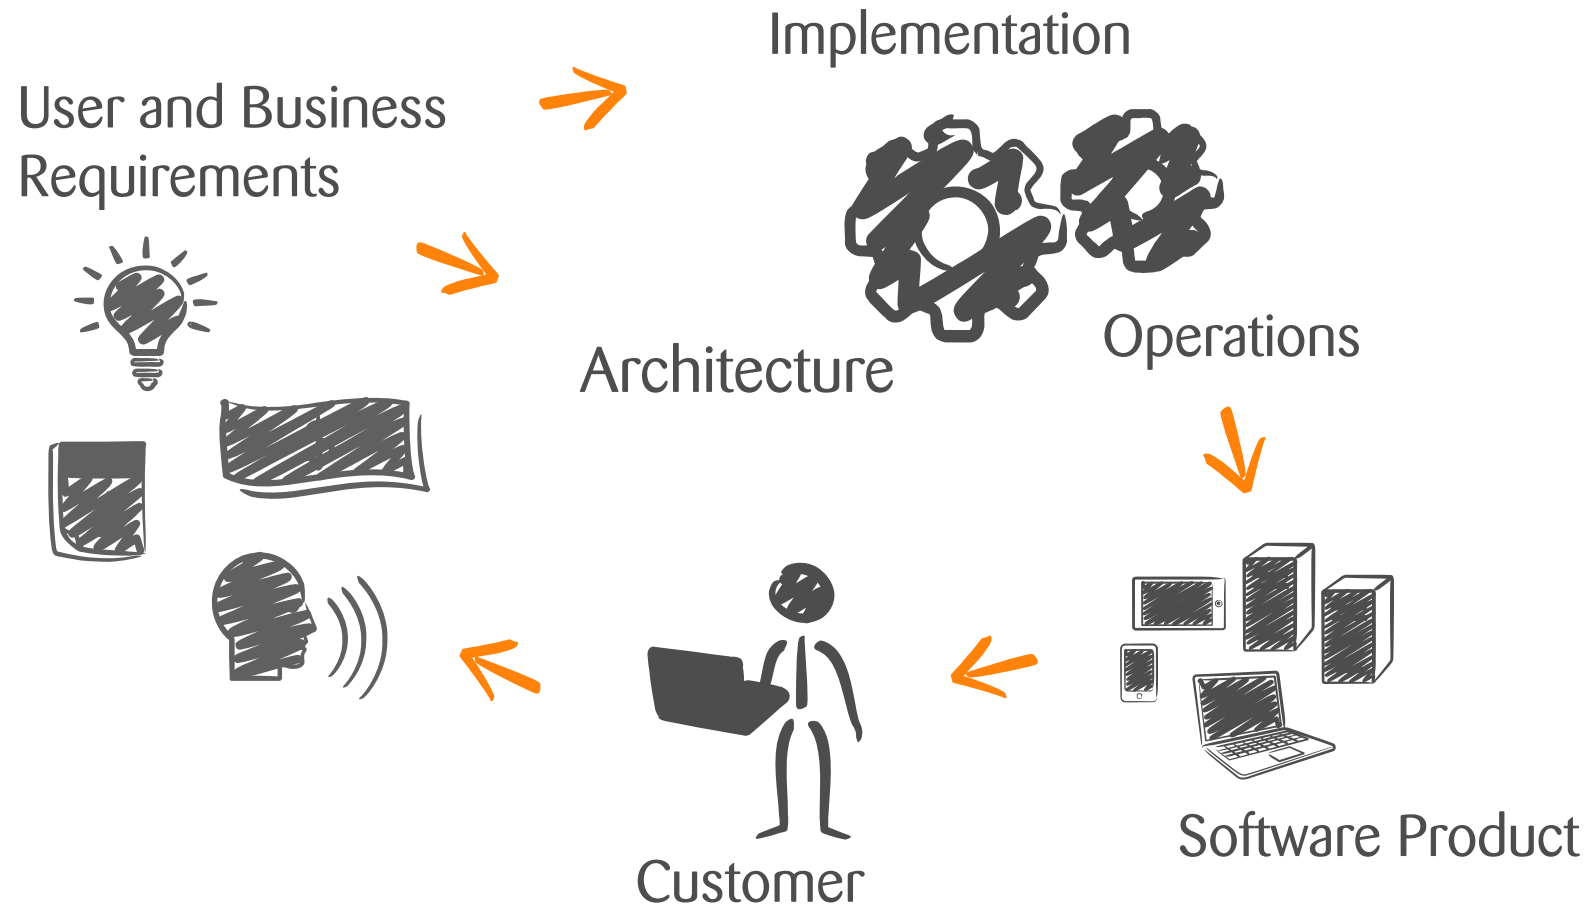 Implementation
User and Business
Requirements
Architecture
Operations
Software Product
Customer